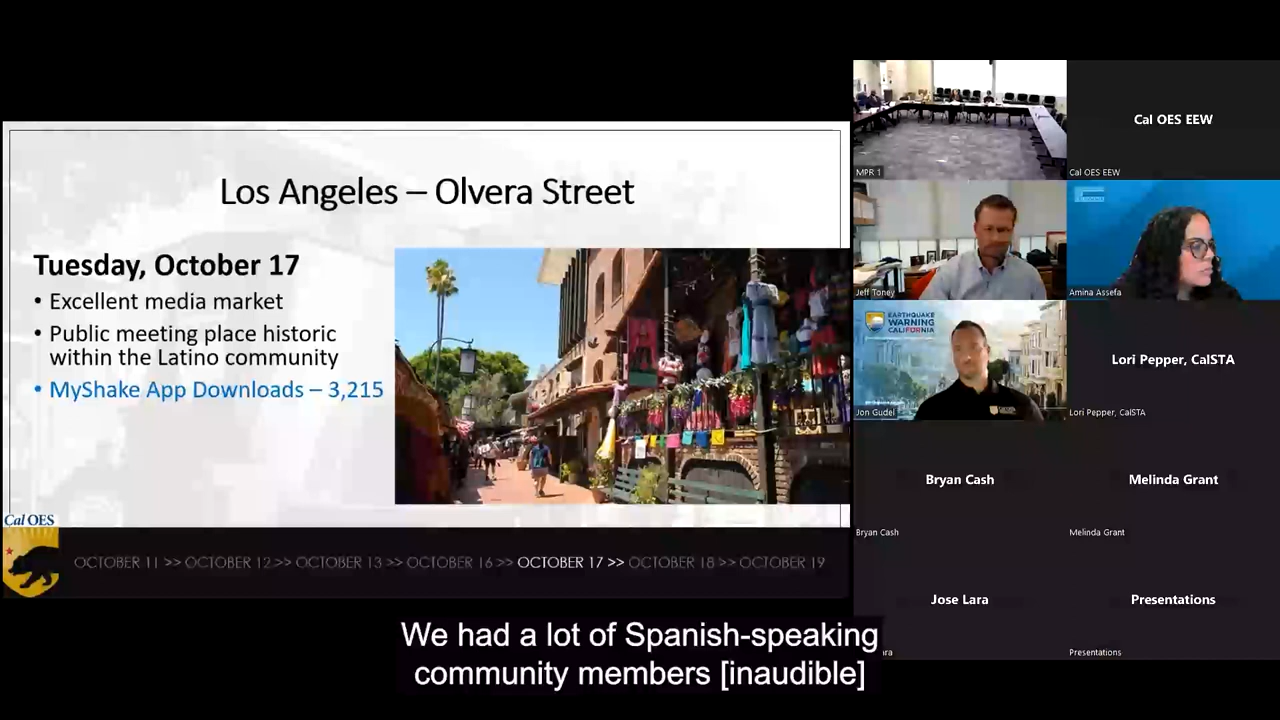 Los Angeles – Olvera Street
Tuesday, October 17
• Excellent media market
• Public meeting place historic
within the Latino community
• MyShake App Downloads – 3,215
Cal OES
OCTOBER 11 >> OCTOBER 12 >> OCTOBER 13 >> OCTOBER 16 >> OCTOBER 17 >> OCTOBER 18 >> OCTOBER 19
MPR 1
Cal OES EEW
Cal OES EEW
Jeff Toney
Amina Assefa
EARTHQUAKE
WARNING
CALIFORNIA
Jon Gudel
Lori Pepper, CalSTA
Lori Pepper, CalSTA
Bryan Cash
Bryan Cash
Melinda Grant
Melinda Grant
Jose Lara
Presentations
Presentations
We had a lot of Spanish-speaking
community members [inaudible]